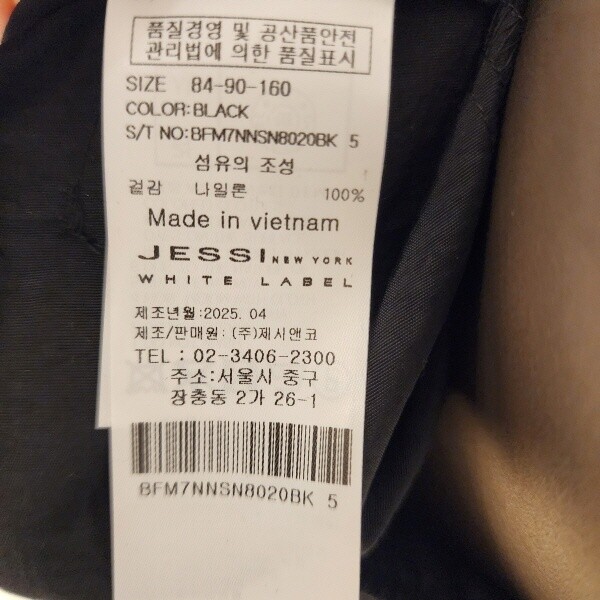 품질경영 및 공산품안전
관리법에 의한 품질표시
SIZE 84-90-160
COLOR:BLACK
S/T NO:BFM7NNSN8020BK 5
섬유의 조성
겉감 나일론 100%
Made in vietnam
JESSI NEW YORK
WHITE LABEL
제조년월:2025. 04
제조/판매원: (주)제시앤코
TEL : 02-3406-2300
주소:서울시 중구
장충동 2가 26-1
BFM7NNSN8020BK 5